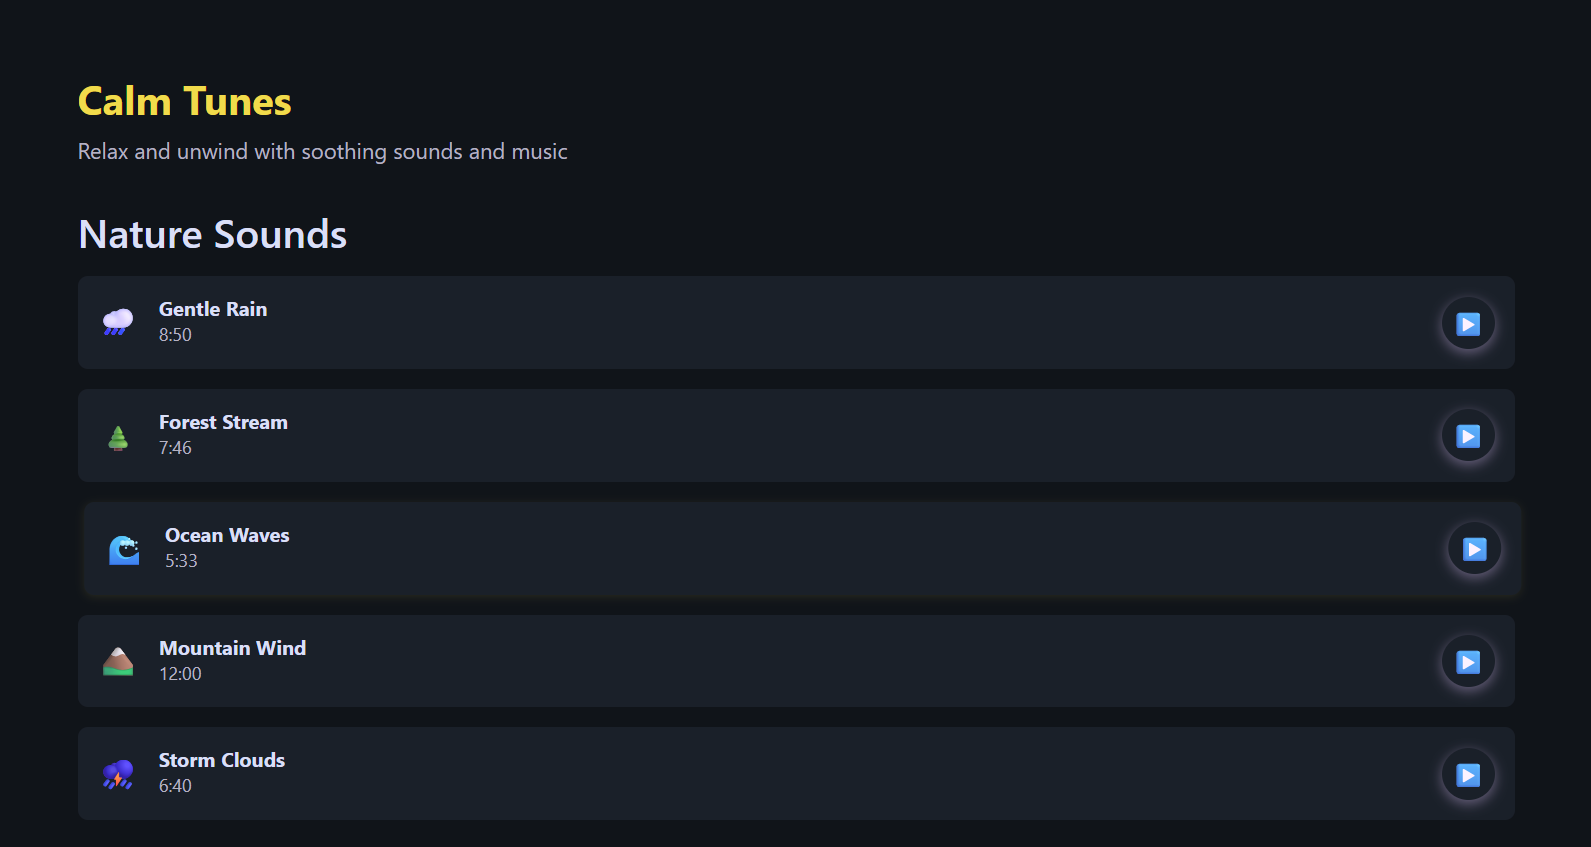 Calm Tunes
Relax and unwind with soothing sounds and music
Nature Sounds
Gentle Rain
8:50
Forest Stream
7:46
Ocean Waves
5:33
Mountain Wind
12:00
Storm Clouds
6:40